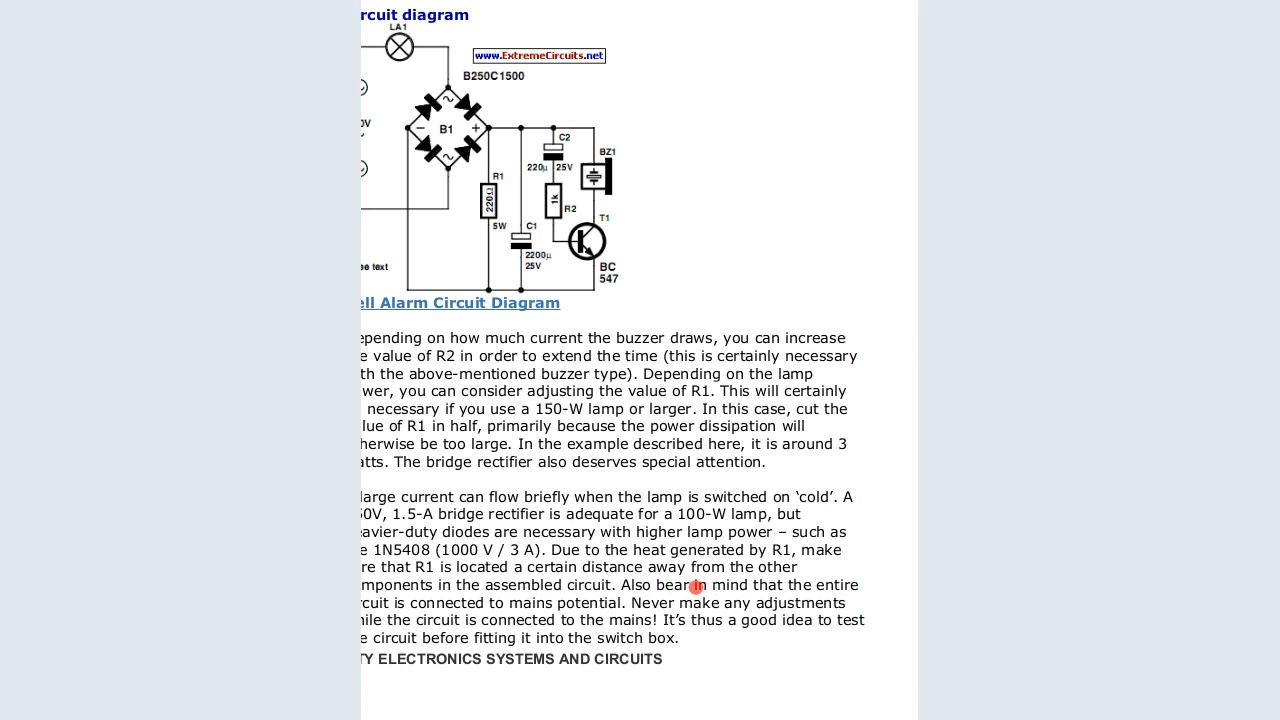 rcuit diagram
LA1
www.ExtremeCircuits.net
B250C1500
0V
B1
C2
BZ1
220µ 25V
R1
220Ω
1k
R2
T1
5W
C1
2200µ
25V
BC
547
ee text
ell Alarm Circuit Diagram
epending on how much current the buzzer draws, you can increase
e value of R2 in order to extend the time (this is certainly necessary
th the above-mentioned buzzer type). Depending on the lamp
wer, you can consider adjusting the value of R1. This will certainly
necessary if you use a 150-W lamp or larger. In this case, cut the
lue of R1 in half, primarily because the power dissipation will
herwise be too large. In the example described here, it is around 3
atts. The bridge rectifier also deserves special attention.
large current can flow briefly when the lamp is switched on ‘cold’. A
50V, 1.5-A bridge rectifier is adequate for a 100-W lamp, but
eavier-duty diodes are necessary with higher lamp power – such as
e 1N5408 (1000 V / 3 A). Due to the heat generated by R1, make
re that R1 is located a certain distance away from the other
mponents in the assembled circuit. Also bear in mind that the entire
rcuit is connected to mains potential. Never make any adjustments
hile the circuit is connected to the mains! It’s thus a good idea to test
e circuit before fitting it into the switch box.
TY ELECTRONICS SYSTEMS AND CIRCUITS